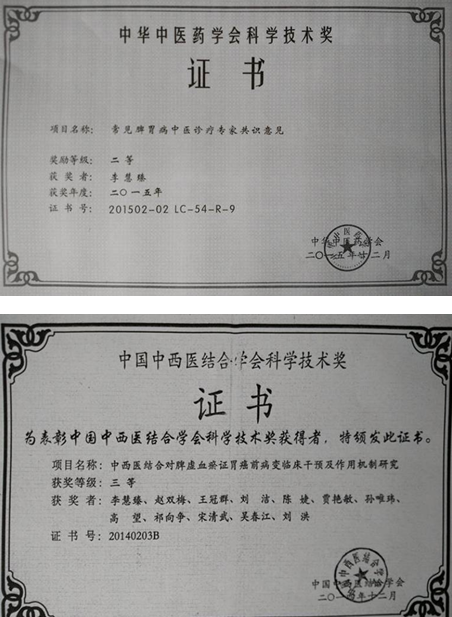 中华中医药学会科学技术奖
证书
项目名称： 常见脾胃病中医诊疗专家共识意见
奖励等级： 二等
获奖者： 李慧臻
获奖年度： 二〇一五年
证书号： 201502-02 LC-54-R-9
中华中医药学会
二〇一五年十二月
中国中西医结合学会科学技术奖
证书
为表彰中国中西医结合学会科学技术奖获得者，特颁发此证书。
项目名称：中西医结合对脾虚血瘀证胃癌前病变临床干预及作用机制研究
获奖等级：三等
获奖者：李慧臻、赵双梅、王冠群、刘洁、陈婕、贾艳敏、孙唯玮、
高望、祁向争、宋清武、吴春江、刘洪
证书号：20140203B
中国中西医结合学会
年十二月